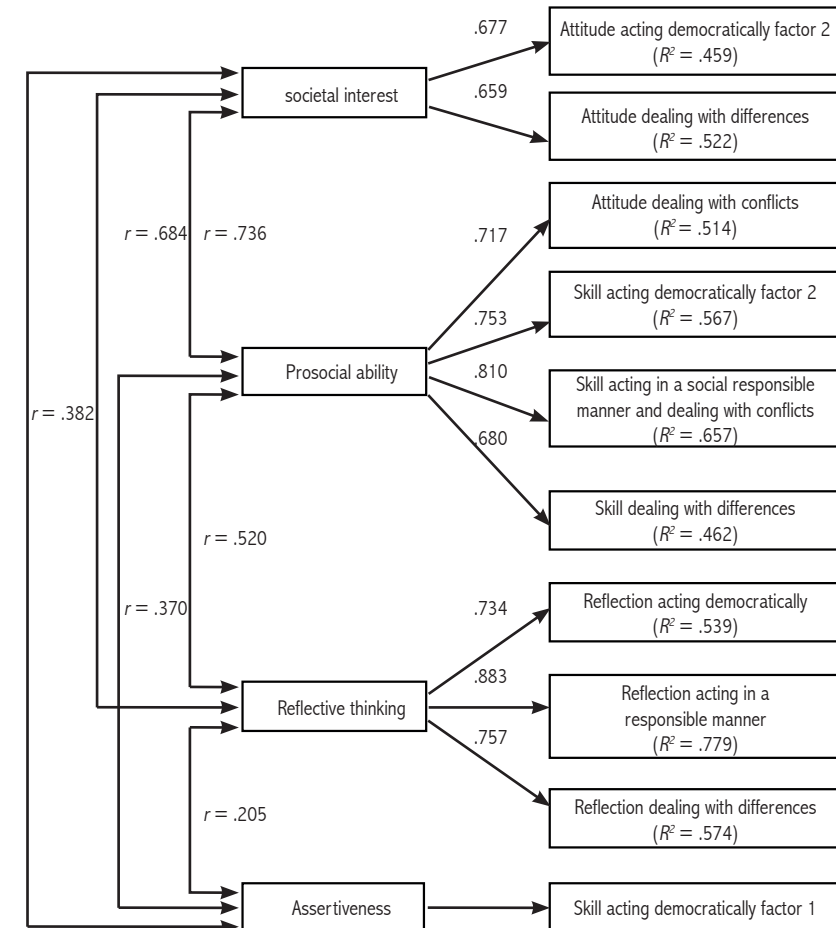 .677
Attitude acting democratically factor 2
(R² = .459)
societal interest
.659
Attitude dealing with differences
(R² = .522)
Attitude dealing with conflicts
(R² = .514)
r = .684
r = .736
.717
Skill acting democratically factor 2
(R² = .567)
.753
Prosocial ability
.810
Skill acting in a social responsible
manner and dealing with conflicts
(R² = .657)
r = .382
.680
Skill dealing with differences
(R² = .462)
r = .520
r = .370
.734
Reflection acting democratically
(R² = .539)
.883
Reflective thinking
Reflection acting in a
responsible manner
(R² = .779)
.757
r = .205
Reflection dealing with differences
(R² = .574)
Assertiveness
Skill acting democratically factor 1